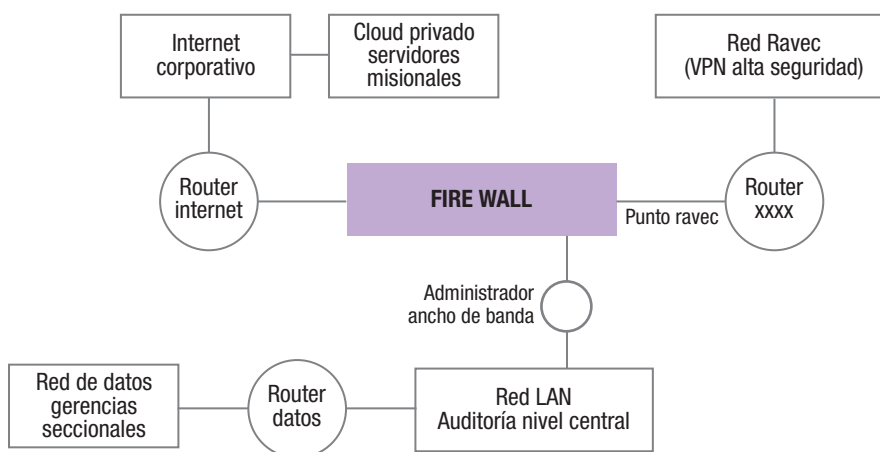 Internet
corporativo
Cloud privado
servidores
misionales
Red Ravec
(VPN alta seguridad)
Router
internet
FIRE WALL
Punto ravec
Router
xxxx
Administrador
ancho de banda
Red de datos
gerencias
seccionales
Router
datos
Red LAN
Auditoría nivel central